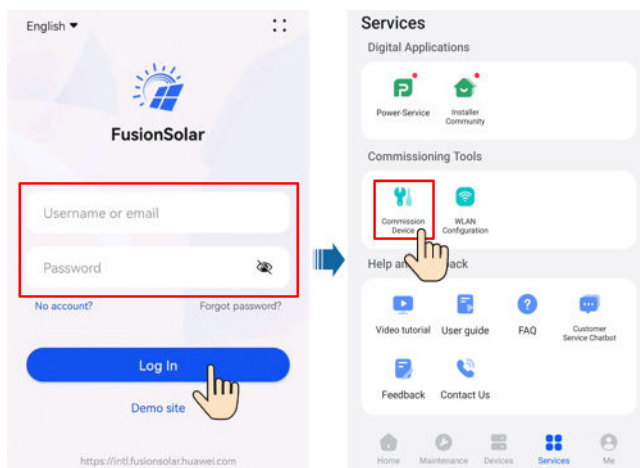 English
FusionSolar
Username or email
Password
No account?
Forgot password?
Log In
Demo site
https://intl.fusionsolar.huawei.com
Services
Digital Applications
Power-Service
Installer
Community
Commissioning Tools
Commission
Device
WLAN
Configuration
Help an back
Video tutorial
User guide
FAQ
Customer
Service Chatbot
Feedback
Contact Us
Home
Maintenance
Devices
Services
Me